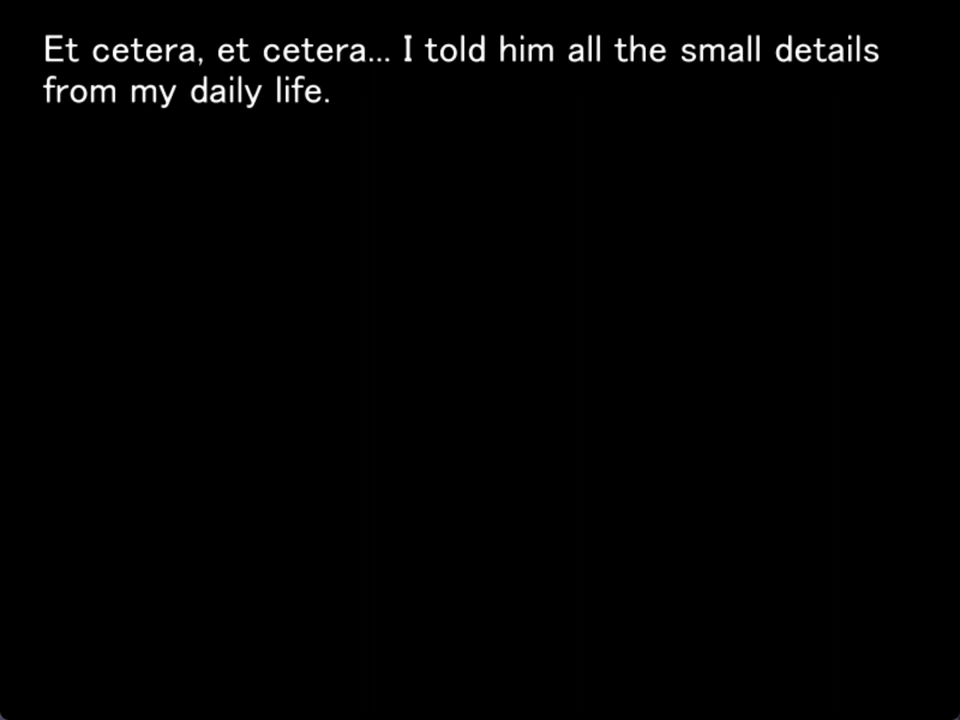 Et cetera, et cetera... I told him all the small details
from my daily life.